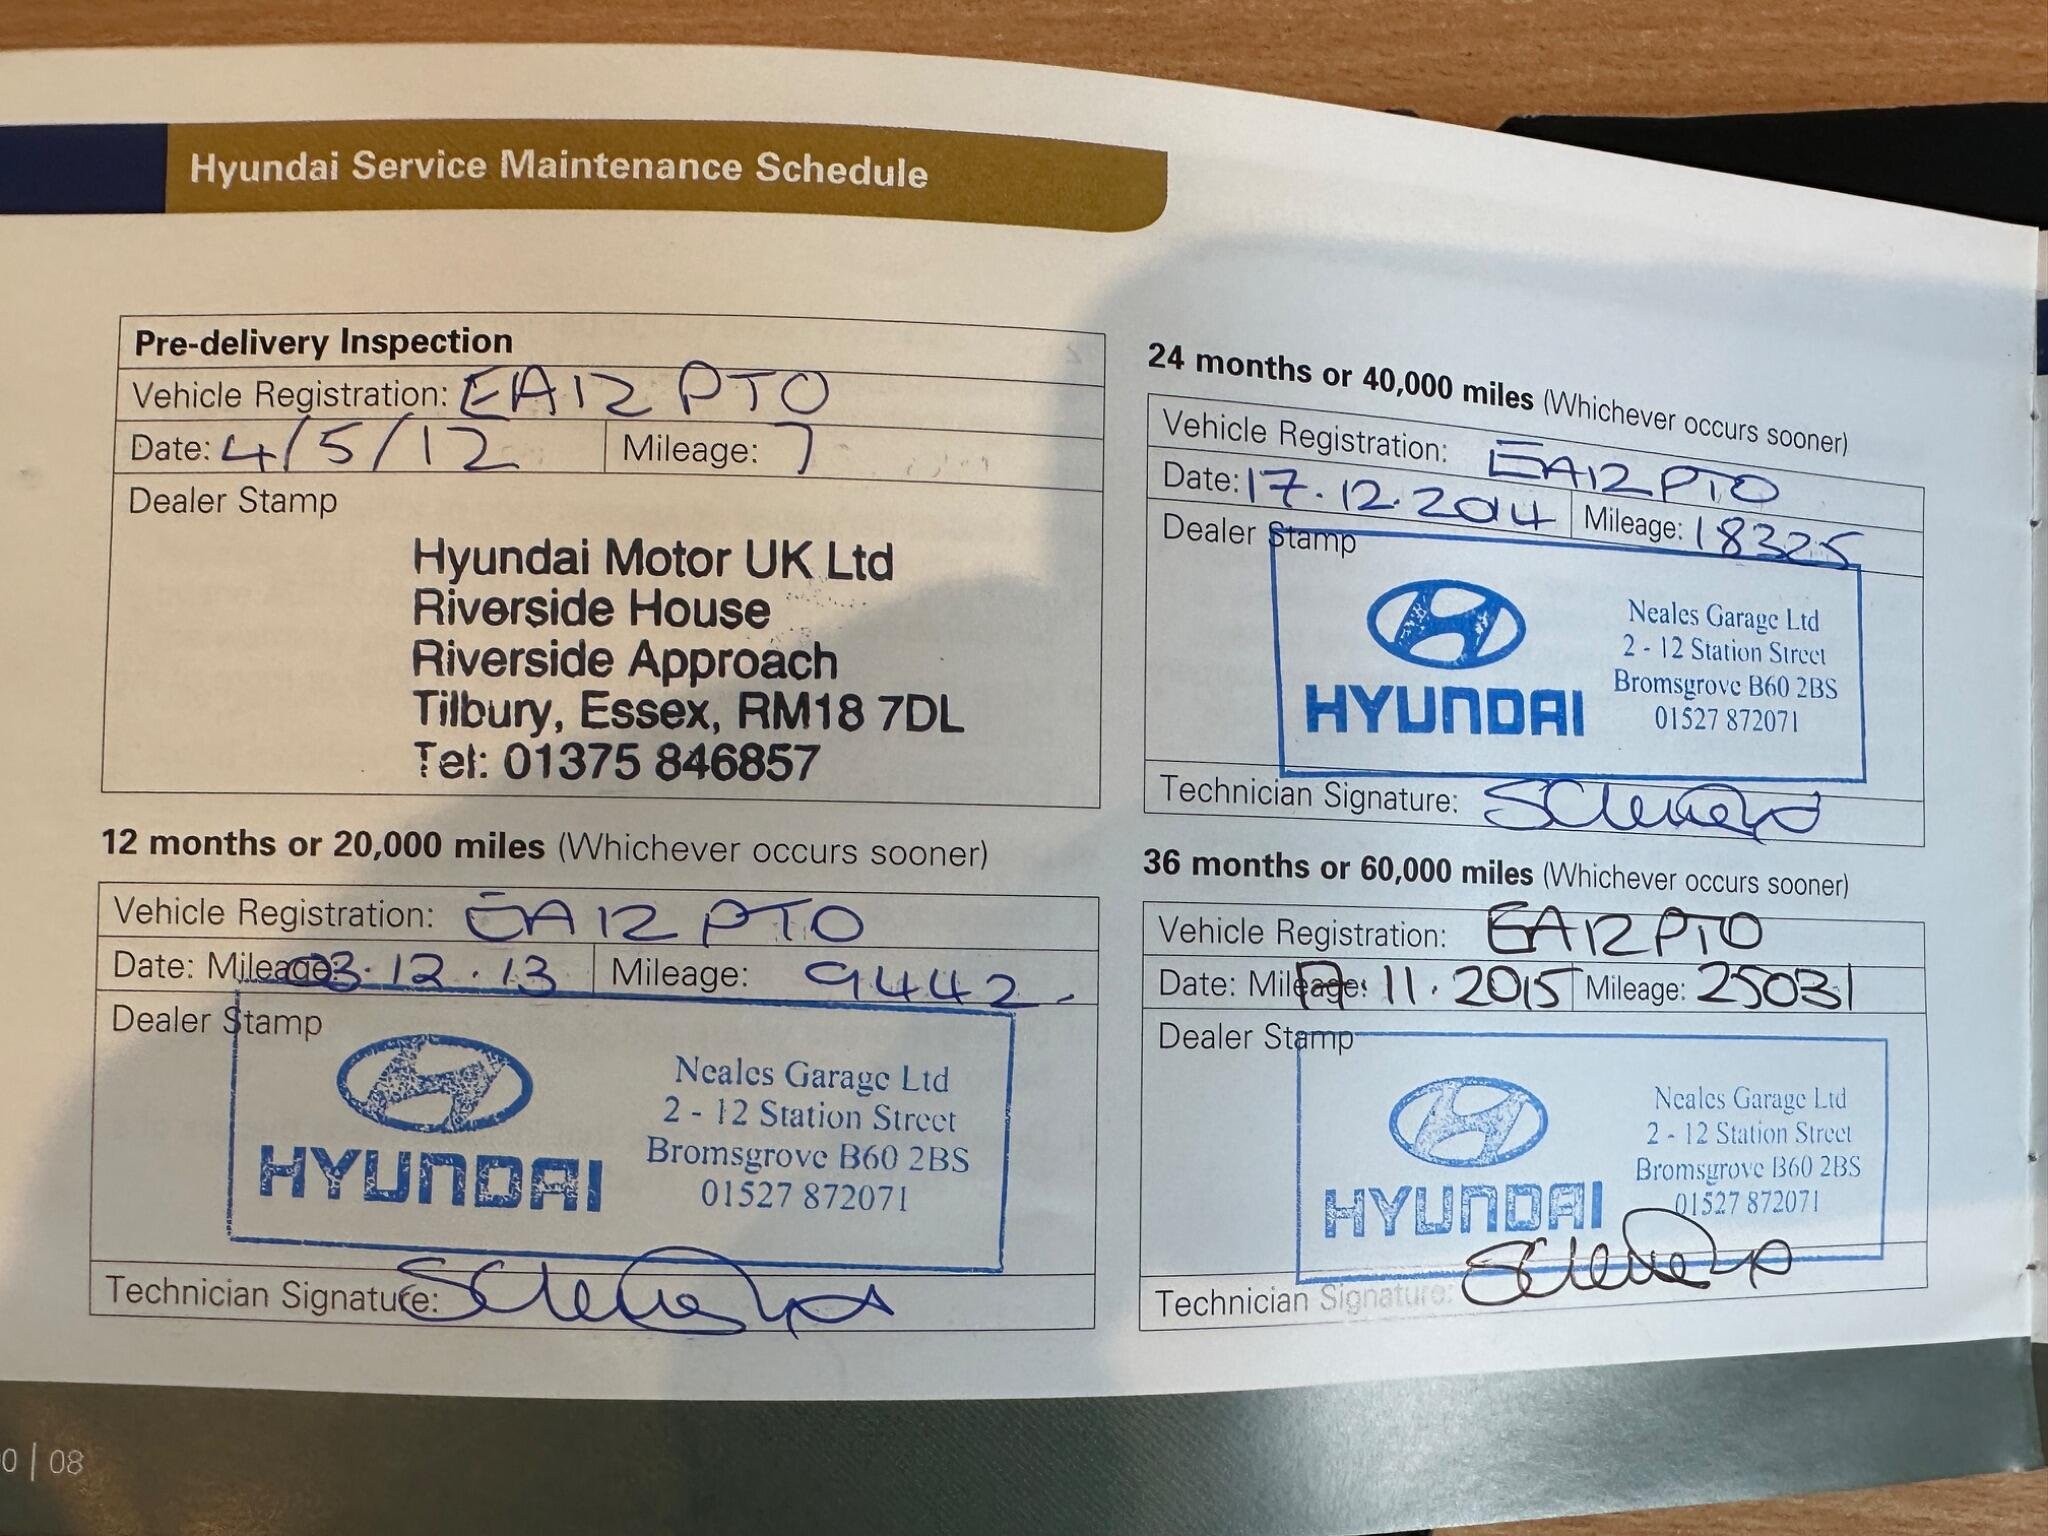 Hyundai Service Maintenance Schedule
Pre-delivery Inspection
Vehicle Registration: EA12 PTO
Date: 4/5/12 Mileage: 7
Dealer Stamp
Hyundai Motor UK Ltd
Riverside House
Riverside Approach
Tilbury, Essex, RM18 7DL
Tel: 01375 846857
12 months or 20,000 miles (Whichever occurs sooner)
Vehicle Registration: EA12 PTO
Date: Mileage: 03.12.13 Mileage: 9442
Dealer Stamp
HYUNDAI
Neales Garage Ltd
2 - 12 Station Street
Bromsgrove B60 2BS
01527 872071
Technician Signature:
24 months or 40,000 miles (Whichever occurs sooner)
Vehicle Registration: EA12 PTO
Date: 17.12.2014 Mileage: 18325
Dealer Stamp
HYUNDAI
Neales Garage Ltd
2 - 12 Station Street
Bromsgrove B60 2BS
01527 872071
Technician Signature:
36 months or 60,000 miles (Whichever occurs sooner)
Vehicle Registration: EA12 PTO
Date: Mileage: 11.2015 Mileage: 25031
Dealer Stamp
HYUNDAI
Neales Garage Ltd
2 - 12 Station Street
Bromsgrove B60 2BS
01527 872071
Technician Signature:
0 | 08